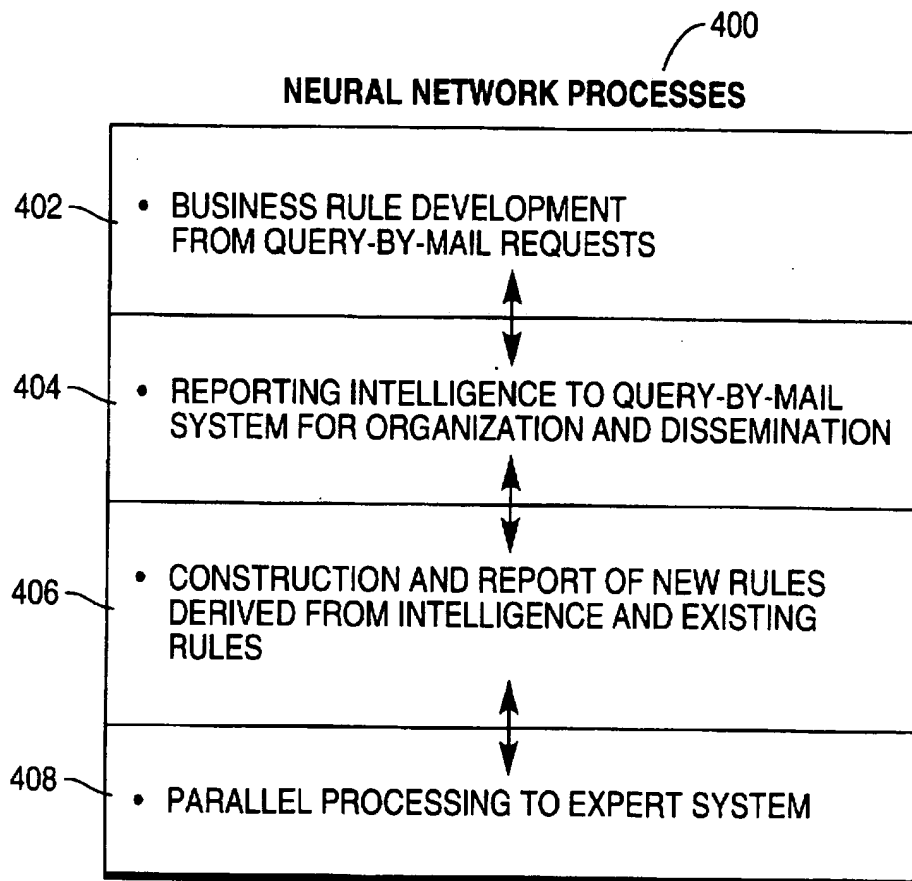 400
NEURAL NETWORK PROCESSES
402
• BUSINESS RULE DEVELOPMENT
FROM QUERY-BY-MAIL REQUESTS
404
• REPORTING INTELLIGENCE TO QUERY-BY-MAIL
SYSTEM FOR ORGANIZATION AND DISSEMINATION
406
• CONSTRUCTION AND REPORT OF NEW RULES
DERIVED FROM INTELLIGENCE AND EXISTING
RULES
408
• PARALLEL PROCESSING TO EXPERT SYSTEM